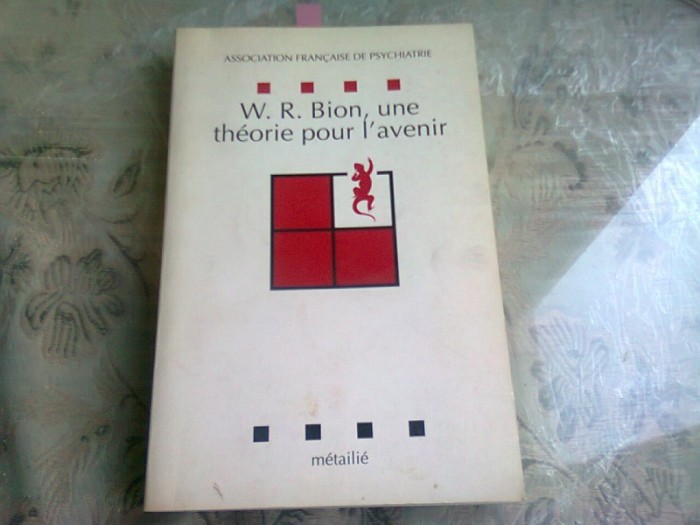 ASSOCIATION FRANÇAISE DE PSYCHIATRIE
W. R. Bion, une
théorie pour l'avenir
métailié